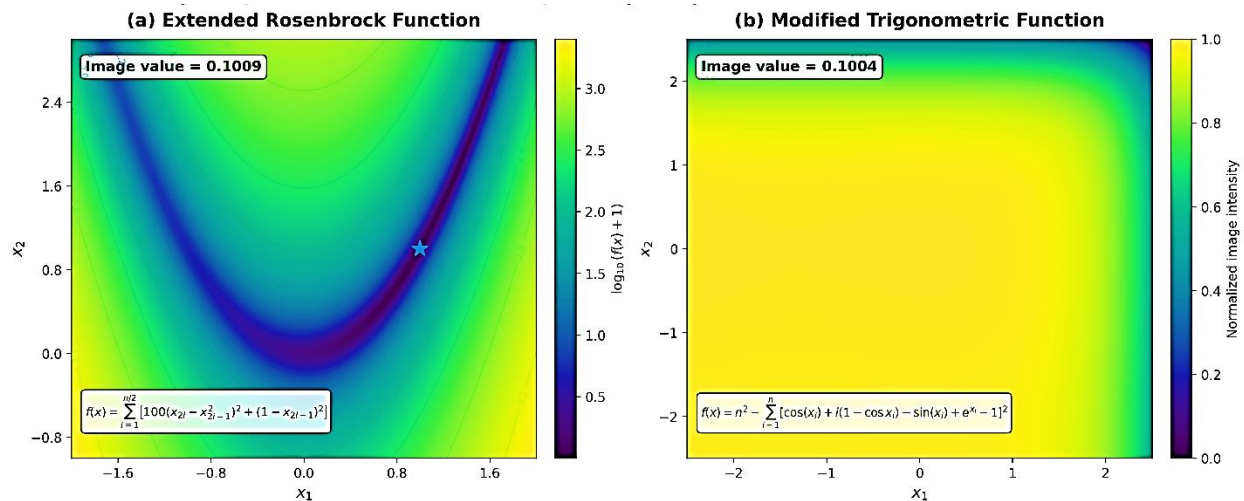 (a) Extended Rosenbrock Function
Image value = 0.1009
2.4
1.6
0.8
0.0
−0.8
x₂
f(x) = ∑_{i=1}^{n/2} [100(x_{2i} − x²_{2i−1})² + (1 − x_{2i−1})²]
−1.6
−0.8
0.0
0.8
1.6
x₁
3.0
2.5
2.0
1.5
1.0
0.5
log₁₀(f(x) + 1)
(b) Modified Trigonometric Function
Image value = 0.1004
2
1
0
−1
−2
x₂
f(x) = n² − ∑_{i=1}^{n} [cos(x_i) + i(1 − cos x_i) − sin(x_i) + e^{x_i} − 1]²
−2
−1
0
1
2
x₁
1.0
0.8
0.6
0.4
0.2
0.0
Normalized image intensity